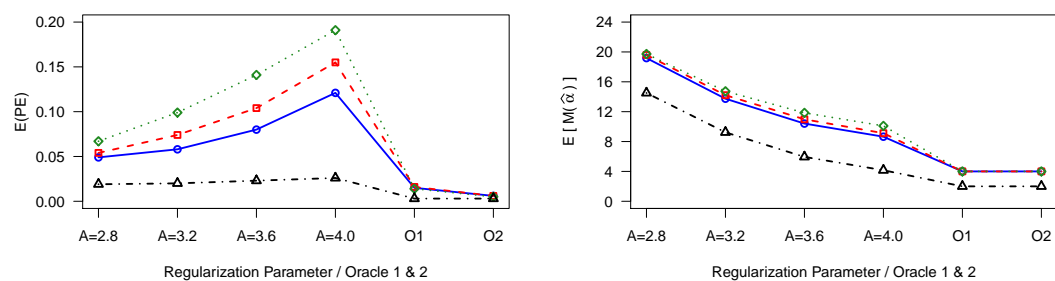 E(PE)
0.20
0.15
0.10
0.05
0.00
A=2.8 A=3.2 A=3.6 A=4.0 O1 O2
Regularization Parameter / Oracle 1 & 2
E [ M(α̂) ]
24
20
16
12
8
4
0
A=2.8 A=3.2 A=3.6 A=4.0 O1 O2
Regularization Parameter / Oracle 1 & 2